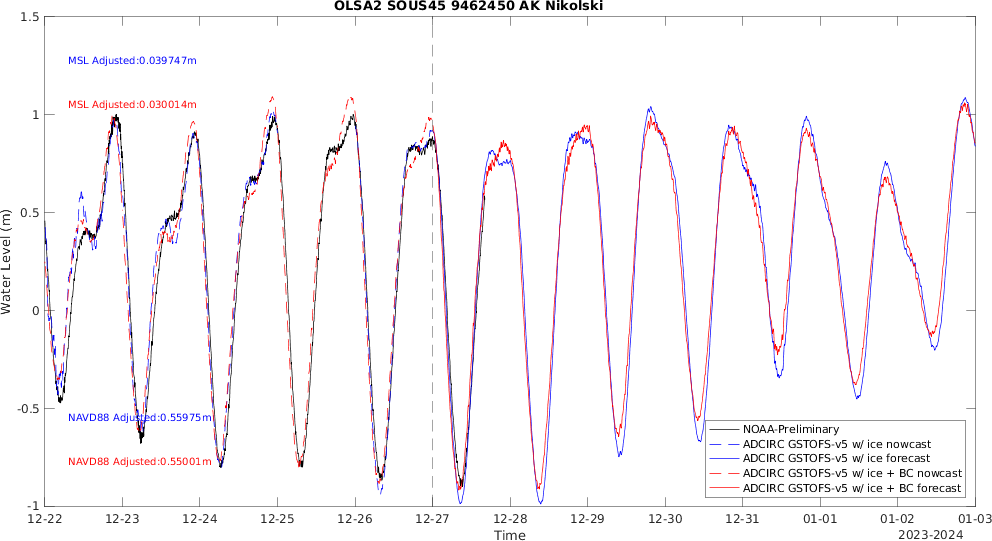 OLSA2 SOUS45 9462450 AK Nikolski
1.5
1
0.5
0
-0.5
-1
Water Level (m)
MSL Adjusted:0.039747m
MSL Adjusted:0.030014m
NAVD88 Adjusted:0.55975m
NAVD88 Adjusted:0.55001m
NOAA-Preliminary
ADCIRC GSTOFS-v5 w/ ice nowcast
ADCIRC GSTOFS-v5 w/ ice forecast
ADCIRC GSTOFS-v5 w/ ice + BC nowcast
ADCIRC GSTOFS-v5 w/ ice + BC forecast
12-22 12-23 12-24 12-25 12-26 12-27 12-28 12-29 12-30 12-31 01-01 01-02 01-03
Time
2023-2024